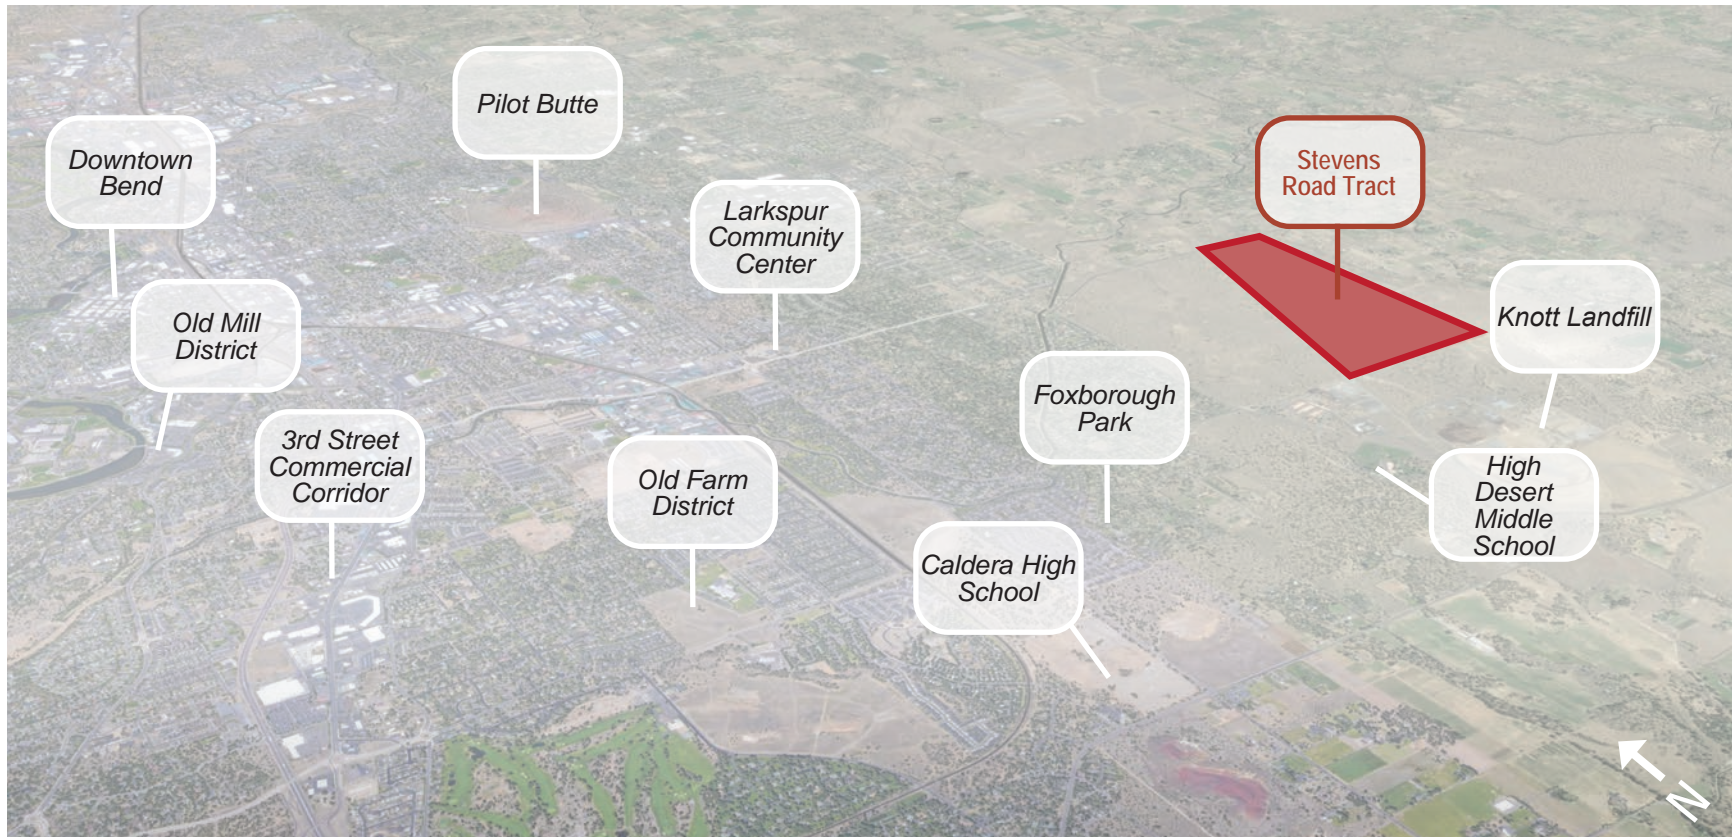 Pilot Butte
Downtown
Bend
Stevens
Road Tract
Larkspur
Community
Center
Old Mill
District
Knott Landfill
Foxborough
Park
3rd Street
Commercial
Corridor
Old Farm
District
High
Desert
Middle
School
Caldera High
School
N